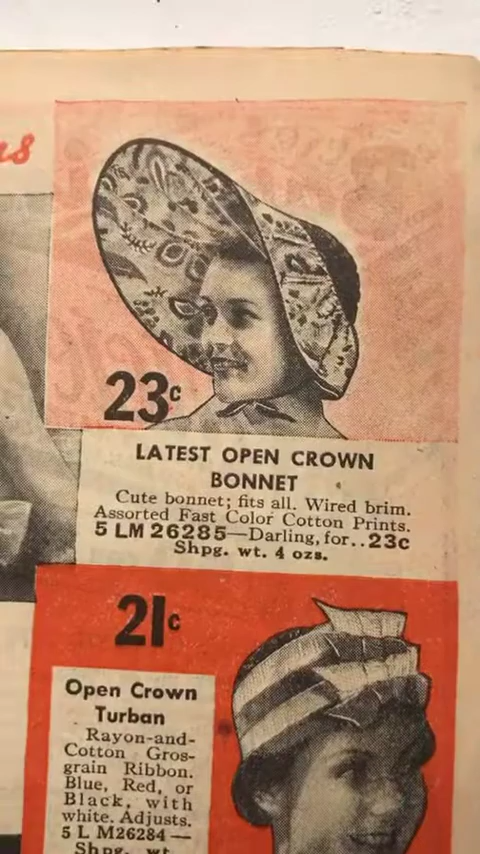 23c
LATEST OPEN CROWN
BONNET
Cute bonnet; fits all. Wired brim.
Assorted Fast Color Cotton Prints.
5 LM 26285—Darling, for..23c
Shpg. wt. 4 ozs.
21c
Open Crown
Turban
Rayon-and-
Cotton Gros-
grain Ribbon.
Blue, Red, or
Black, with
white. Adjusts.
5 L M26284 —
Shpg. wt.